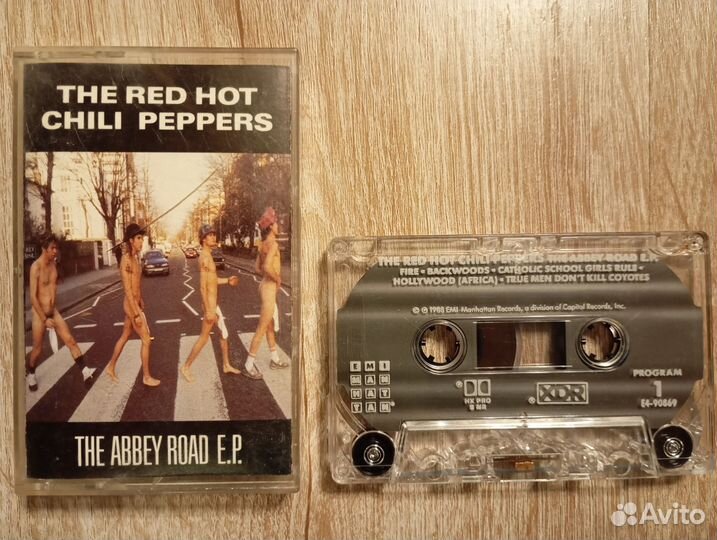 THE RED HOT
CHILI PEPPERS
THE ABBEY ROAD E.P.
THE RED HOT CHILI PEPPERS THE ABBEY ROAD E.P.
FIRE • BACKWOODS • CATHOLIC SCHOOL GIRLS RULE •
HOLLYWOOD (AFRICA) • TRUE MEN DON'T KILL COYOTES
© ℗ 1988 EMI-Manhattan Records, a division of Capitol Records, Inc.
EMI
MAN
HAT
TAN
HX PRO
B NR
XDR
PROGRAM
1
E4-90869
Avito